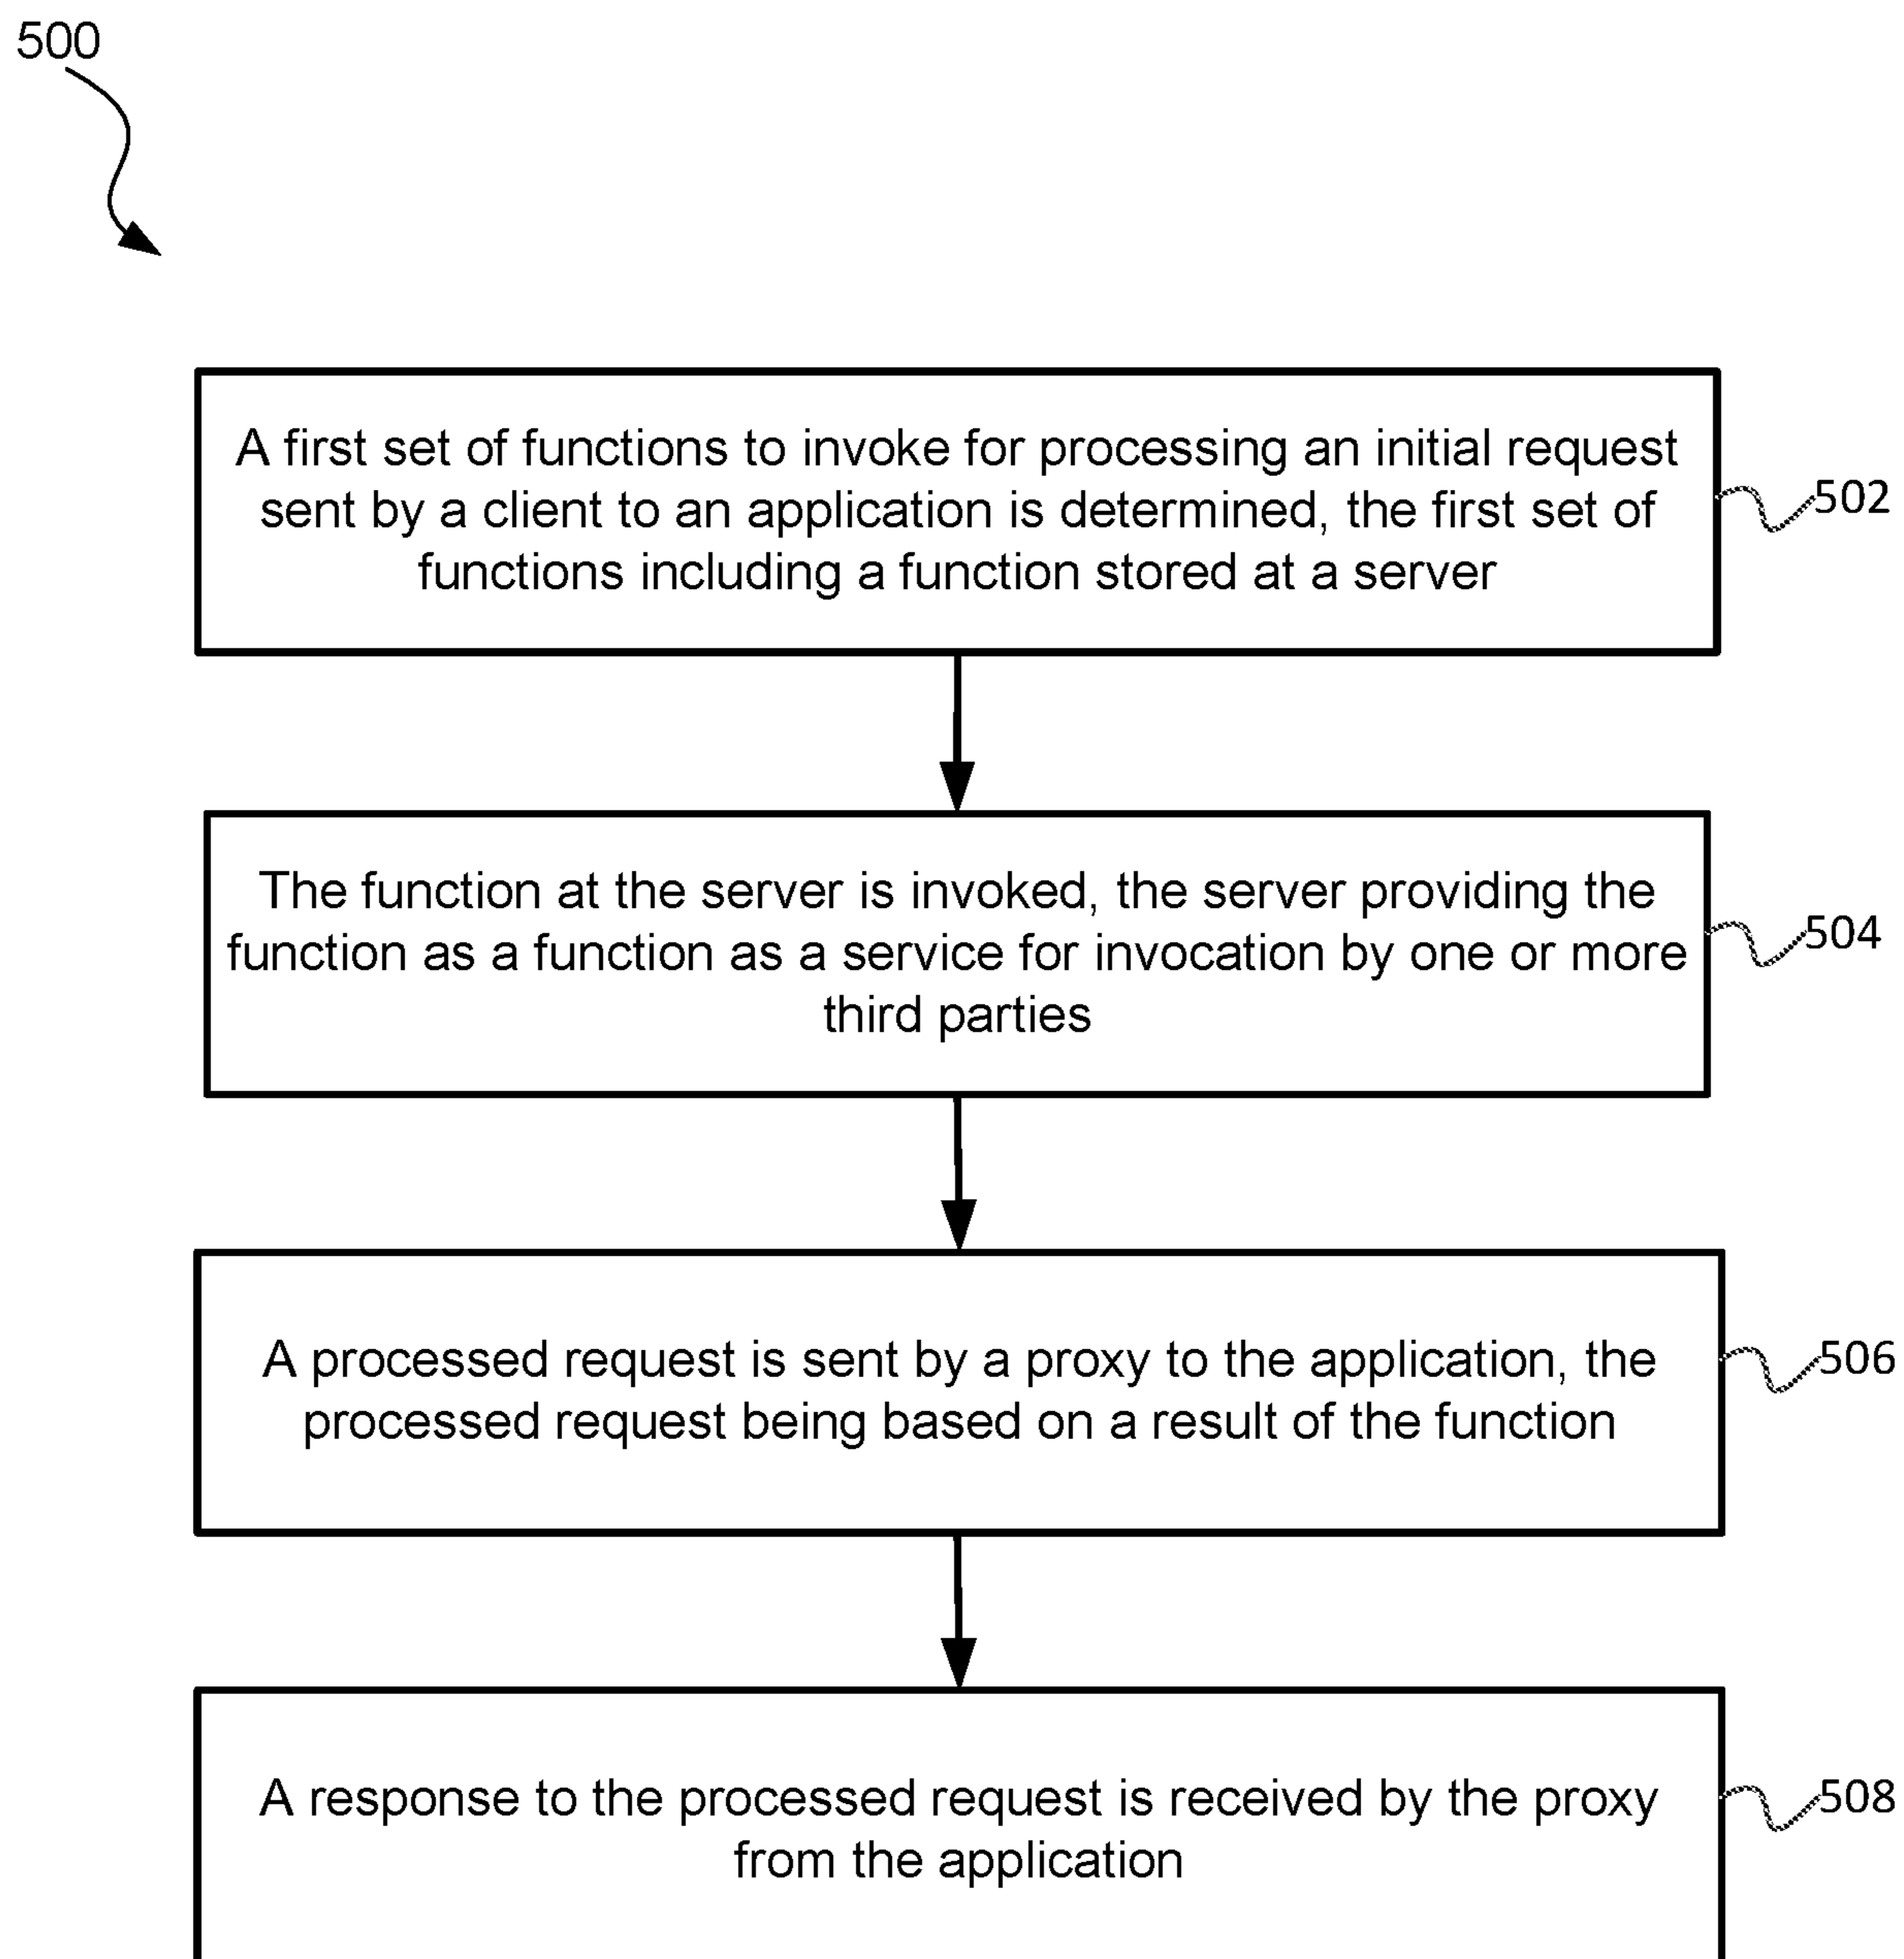 500
A first set of functions to invoke for processing an initial request
sent by a client to an application is determined, the first set of
functions including a function stored at a server
502
The function at the server is invoked, the server providing the
function as a function as a service for invocation by one or more
third parties
504
A processed request is sent by a proxy to the application, the
processed request being based on a result of the function
506
A response to the processed request is received by the proxy
from the application
508